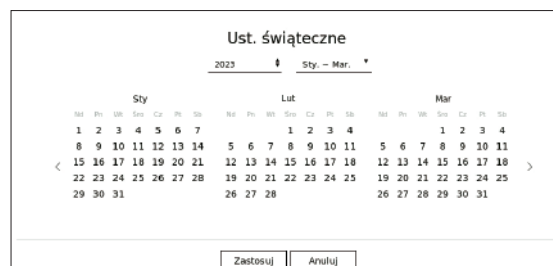 Ust. świąteczne
2023 Sty. – Mar.
Sty Lut Mar
Nd Pn Wt Śro Cz Pt Sb Nd Pn Wt Śro Cz Pt Sb Nd Pn Wt Śro Cz Pt Sb
1 2 3 4 5 6 7 1 2 3 4 1 2 3 4
8 9 10 11 12 13 14 5 6 7 8 9 10 11 5 6 7 8 9 10 11
15 16 17 18 19 20 21 12 13 14 15 16 17 18 12 13 14 15 16 17 18
22 23 24 25 26 27 28 19 20 21 22 23 24 25 19 20 21 22 23 24 25
29 30 31 26 27 28 26 27 28 29 30 31
Zastosuj Anuluj